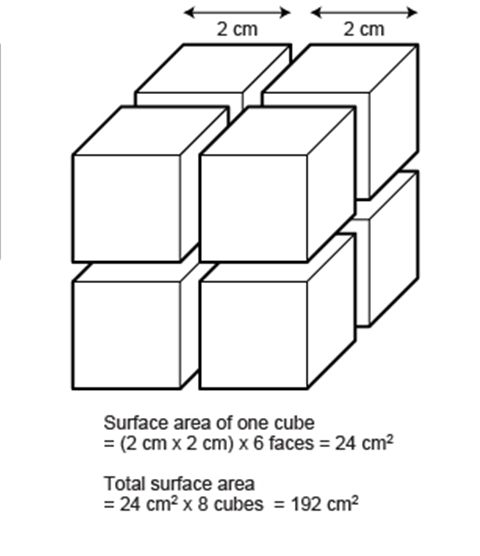 2 cm 2 cm
Surface area of one cube
= (2 cm x 2 cm) x 6 faces = 24 cm²
Total surface area
= 24 cm² x 8 cubes = 192 cm²